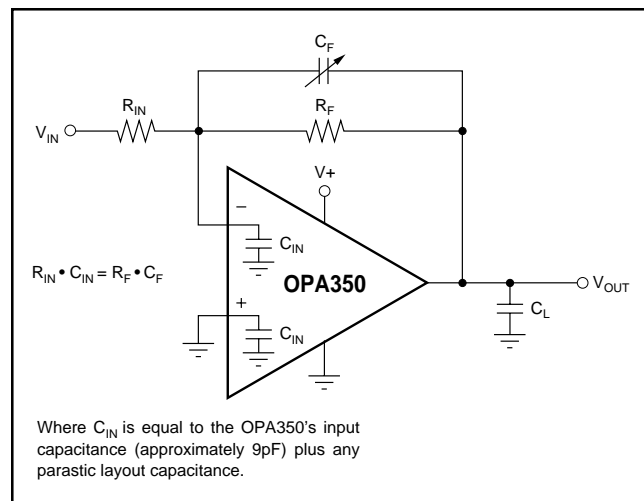 C_F
R_IN
R_F
V_IN
V+
–
C_IN
R_IN • C_IN = R_F • C_F
OPA350
+
C_IN
V_OUT
C_L
Where C_IN is equal to the OPA350's input
capacitance (approximately 9pF) plus any
parastic layout capacitance.